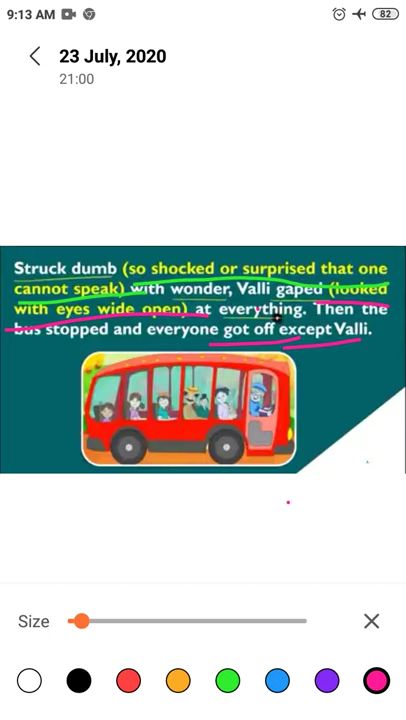 9:13 AM
82
23 July, 2020
21:00
Struck dumb (so shocked or surprised that one
cannot speak) with wonder, Valli gaped (looked
with eyes wide open) at everything. Then the
bus stopped and everyone got off except Valli.
Size